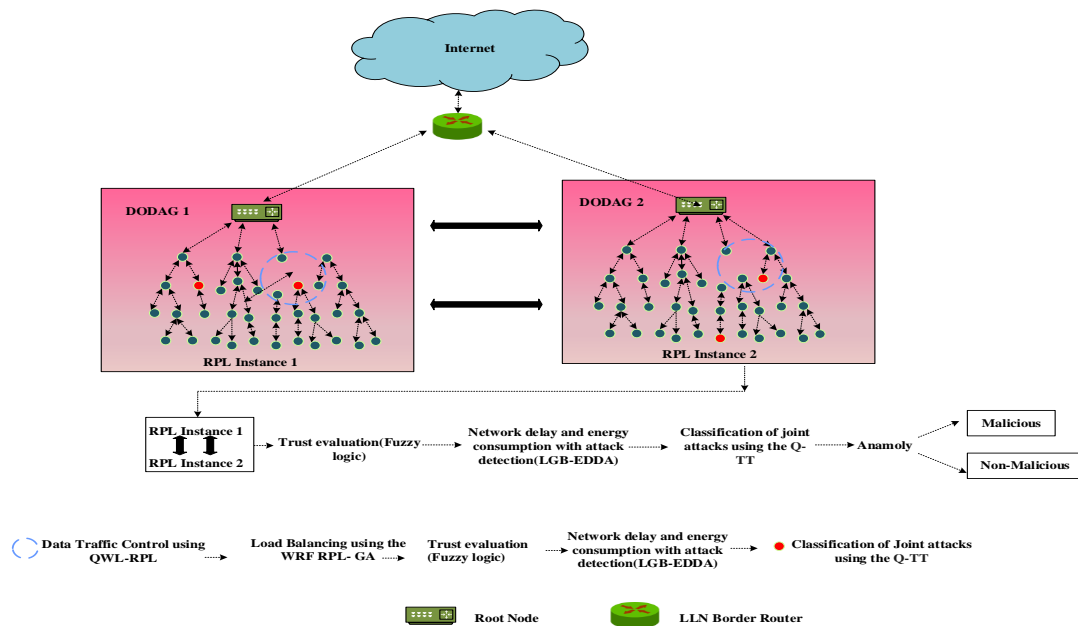 Internet
DODAG 1
DODAG 2
RPL Instance 1
RPL Instance 2
RPL Instance 1
RPL Instance 2
Trust evaluation(Fuzzy
logic)
Network delay and energy
consumption with attack
detection(LGB-EDDA)
Classification of joint
attacks using the Q-
TT
Anamoly
Malicious
Non-Malicious
Data Traffic Control using
QWL-RPL
Load Balancing using the
WRF RPL- GA
Trust evaluation
(Fuzzy logic)
Network delay and energy
consumption with attack
detection(LGB-EDDA)
Classification of Joint attacks
using the Q-TT
Root Node
LLN Border Router